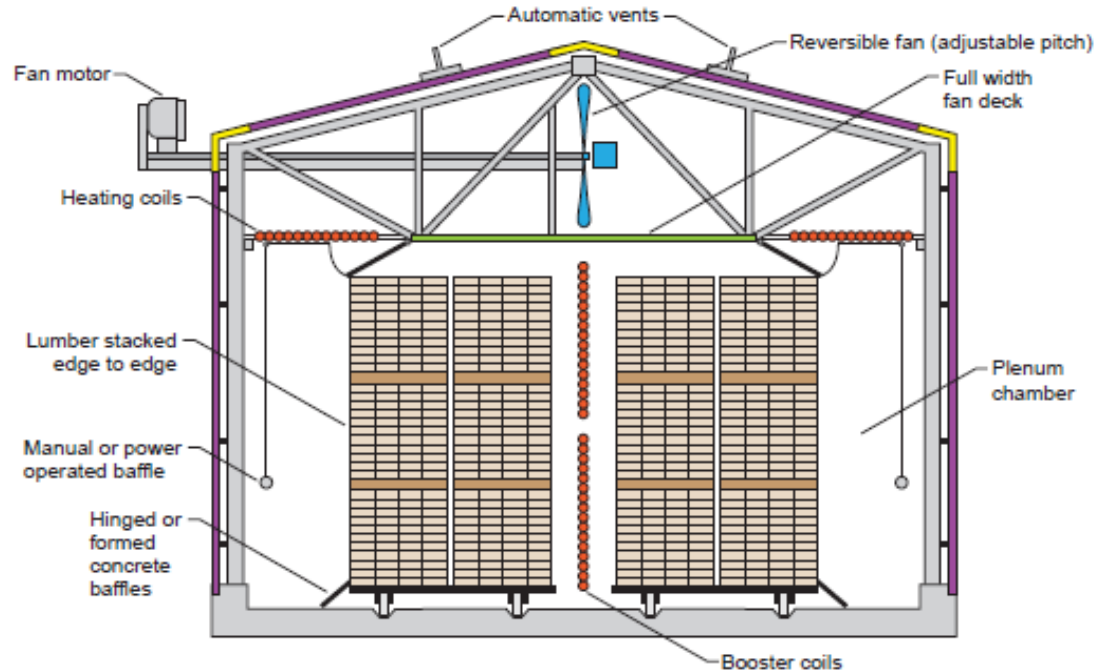 Automatic vents
Reversible fan (adjustable pitch)
Fan motor
Full width
fan deck
Heating coils
Lumber stacked
edge to edge
Plenum
chamber
Manual or power
operated baffle
Hinged or
formed
concrete
baffles
Booster coils